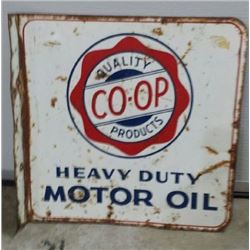 QUALITY
CO-OP
PRODUCTS
HEAVY DUTY
MOTOR OIL